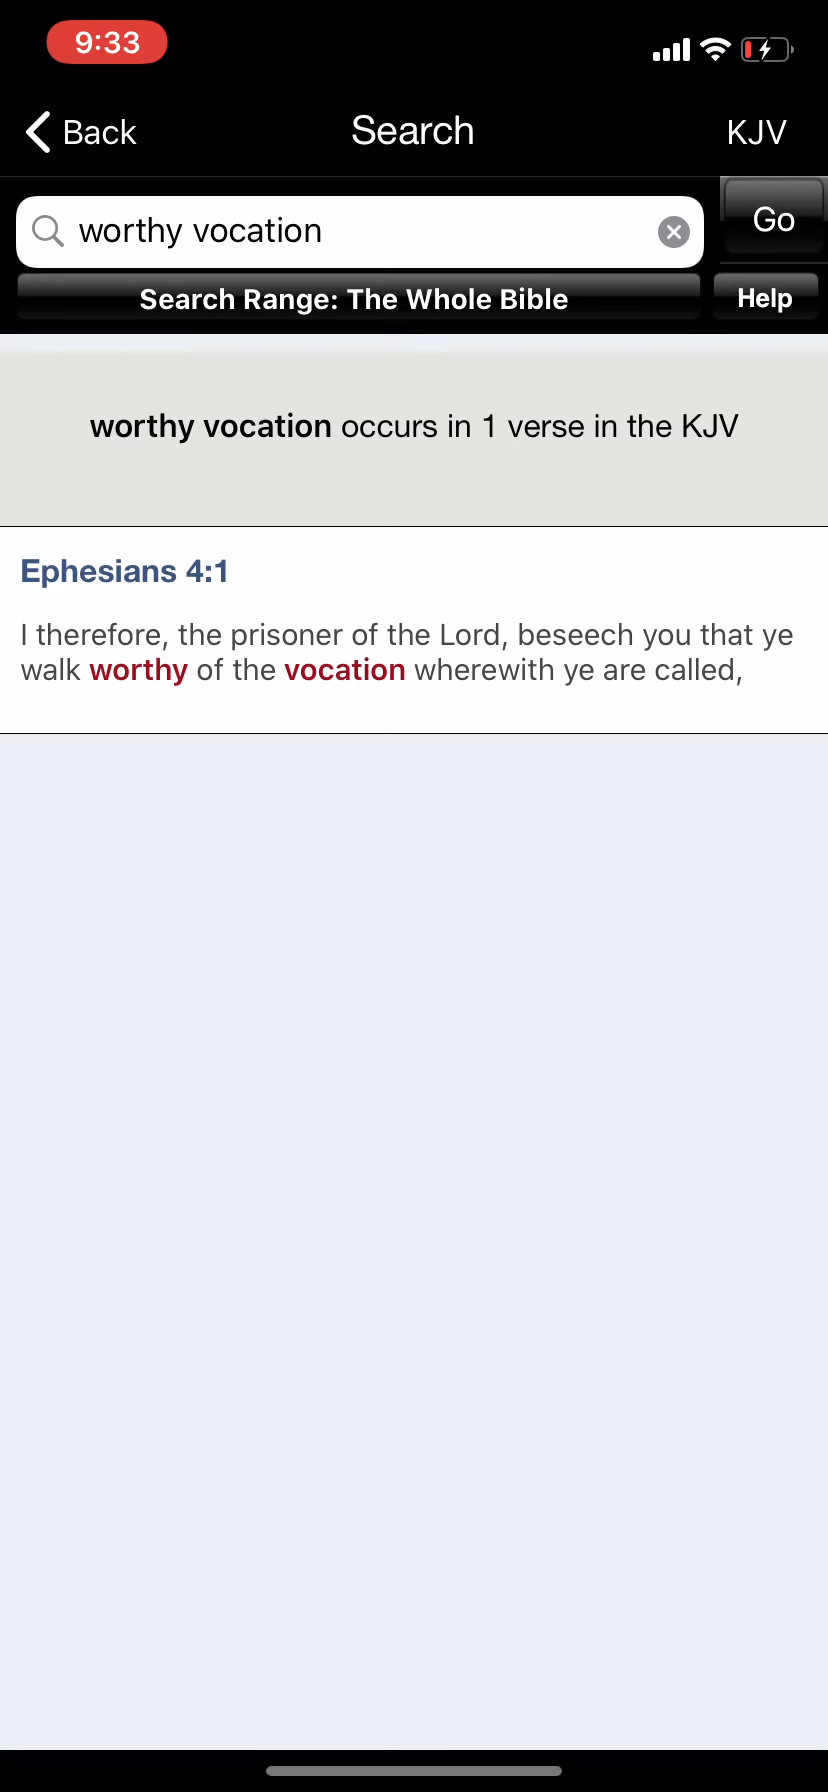 9:33
Back Search KJV
worthy vocation Go
Search Range: The Whole Bible Help
worthy vocation occurs in 1 verse in the KJV
Ephesians 4:1
I therefore, the prisoner of the Lord, beseech you that ye
walk worthy of the vocation wherewith ye are called,